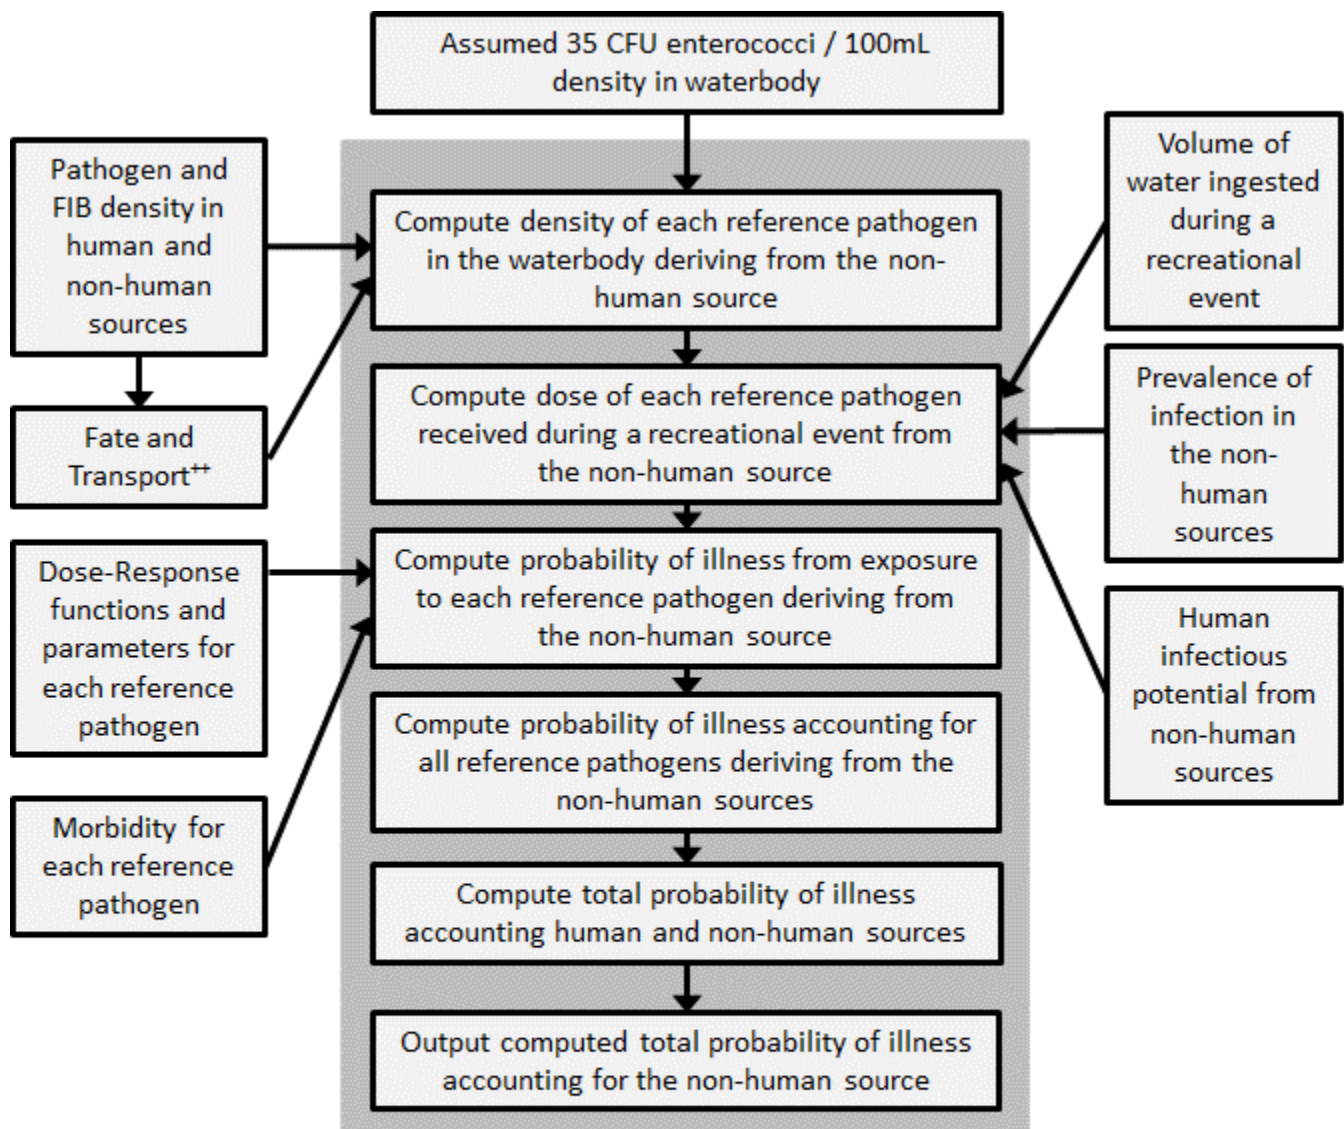 Assumed 35 CFU enterococci / 100mL
density in waterbody
Pathogen and
FIB density in
human and
non-human
sources
Fate and
Transport⁺⁺
Dose-Response
functions and
parameters for
each reference
pathogen
Morbidity for
each reference
pathogen
Compute density of each reference pathogen
in the waterbody deriving from the non-
human source
Compute dose of each reference pathogen
received during a recreational event from
the non-human source
Compute probability of illness from exposure
to each reference pathogen deriving from
the non-human source
Compute probability of illness accounting for
all reference pathogens deriving from the
non-human sources
Compute total probability of illness
accounting human and non-human sources
Output computed total probability of illness
accounting for the non-human source
Volume of
water ingested
during a
recreational
event
Prevalence of
infection in
the non-
human
sources
Human
infectious
potential from
non-human
sources